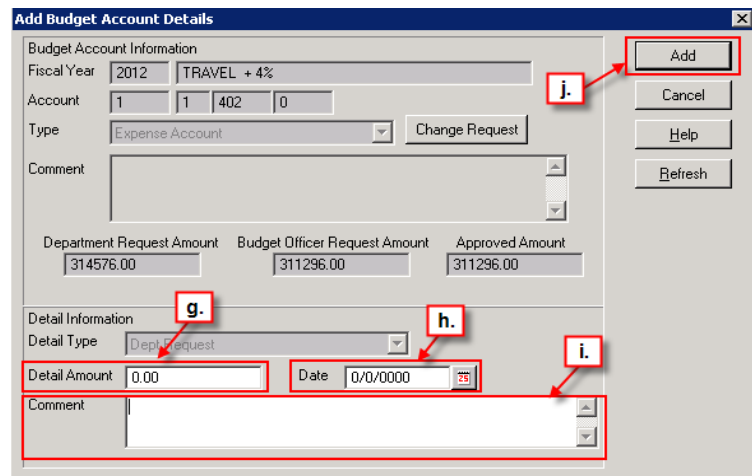 Add Budget Account Details
Budget Account Information
Fiscal Year 2012 TRAVEL + 4%
Add
j.
Account 1 1 402 0
Cancel
Type Expense Account Change Request
Help
Comment
Refresh
Department Request Amount Budget Officer Request Amount Approved Amount
314576.00 311296.00 311296.00
g.
h.
Detail Information
Detail Type Dept Request
i.
Detail Amount 0.00 Date 0/0/0000 25
Comment